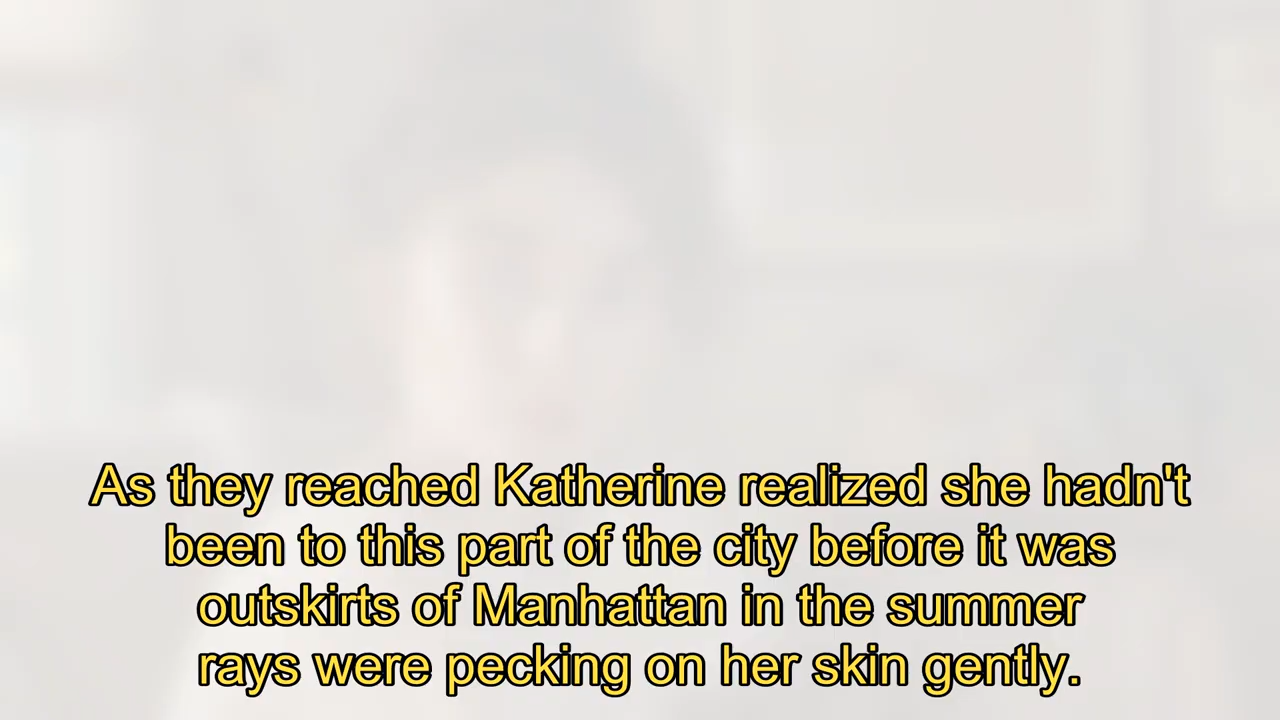 As they reached Katherine realized she hadn't
been to this part of the city before it was
outskirts of Manhattan in the summer
rays were pecking on her skin gently.